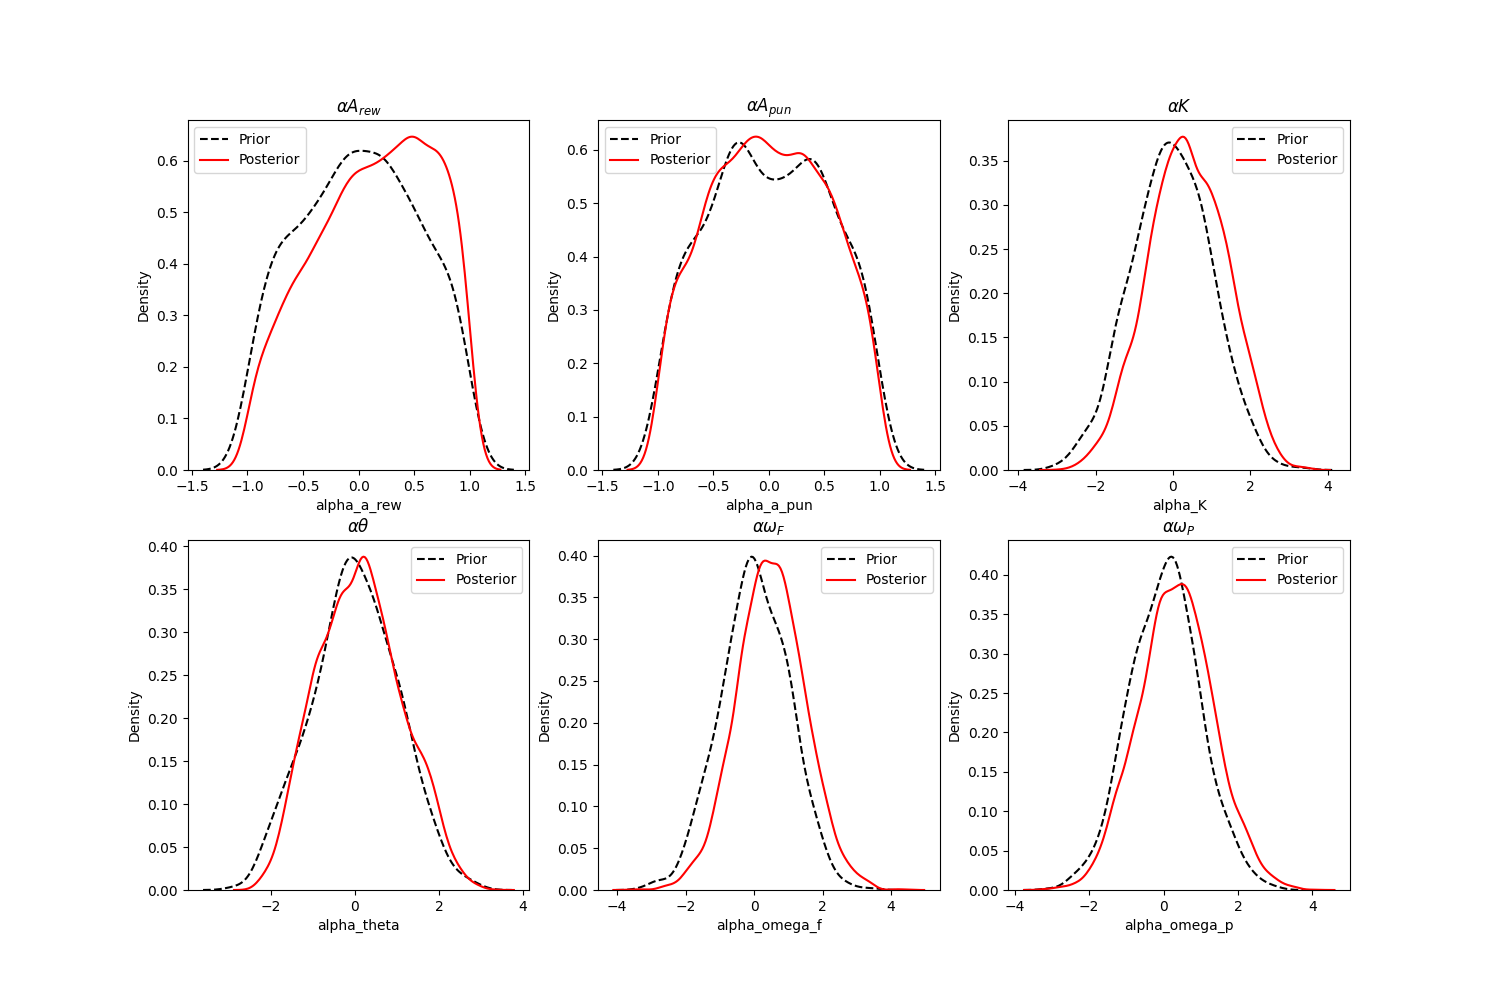 αA_rew
Prior
Posterior
Density
0.0
0.1
0.2
0.3
0.4
0.5
0.6
−1.5 −1.0 −0.5 0.0 0.5 1.0 1.5
alpha_a_rew
αA_pun
Prior
Posterior
Density
0.6
0.5
0.4
0.3
0.2
0.1
0.0
−1.5 −1.0 −0.5 0.0 0.5 1.0 1.5
alpha_a_pun
αK
Prior
Posterior
Density
0.35
0.30
0.25
0.20
0.15
0.10
0.05
0.00
−4 −2 0 2 4
alpha_K
αθ
Prior
Posterior
Density
0.40
0.35
0.30
0.25
0.20
0.15
0.10
0.05
0.00
−2 0 2 4
alpha_theta
αω_F
Prior
Posterior
Density
0.40
0.35
0.30
0.25
0.20
0.15
0.10
0.05
0.00
−4 −2 0 2 4
alpha_omega_f
αω_P
Prior
Posterior
Density
0.40
0.35
0.30
0.25
0.20
0.15
0.10
0.05
0.00
−4 −2 0 2 4
alpha_omega_p